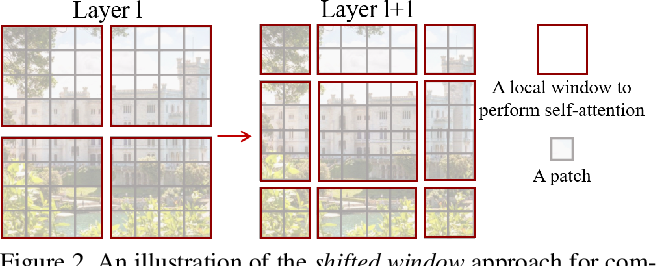 Layer l
Layer l+1
A local window to
perform self-attention
A patch
Figure 2. An illustration of the shifted window approach for com-